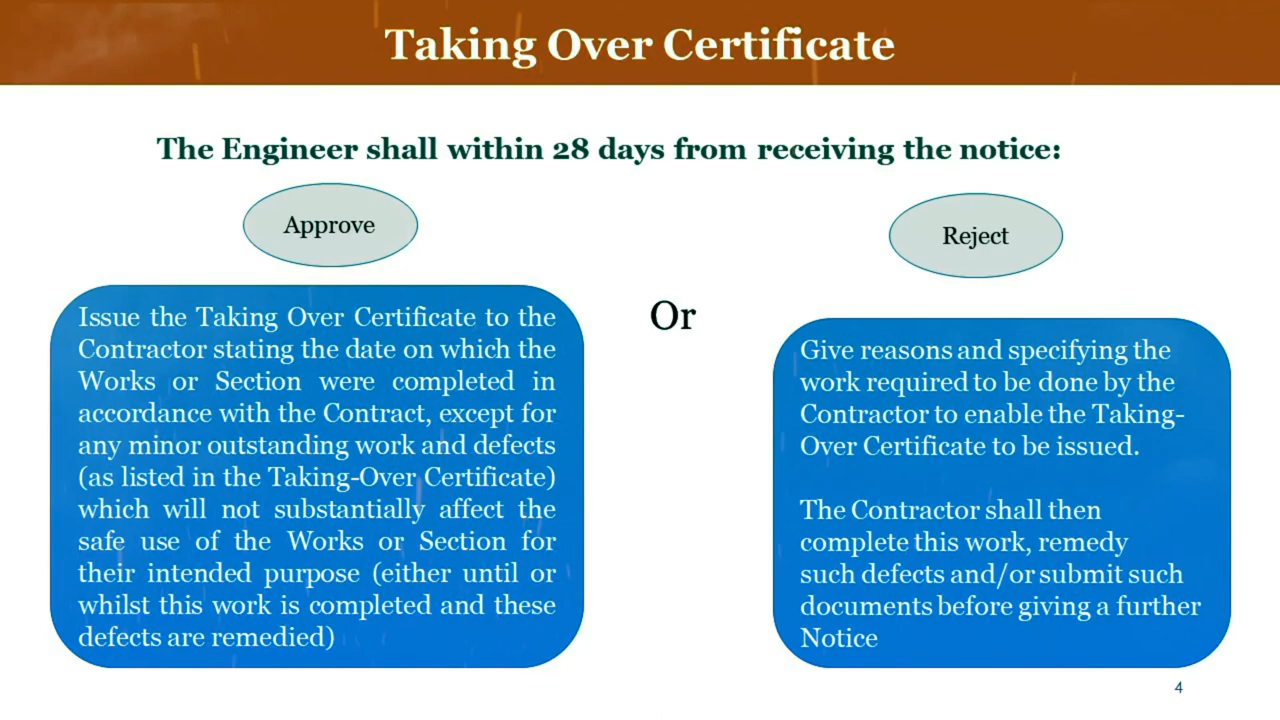 Taking Over Certificate
The Engineer shall within 28 days from receiving the notice:
Approve
Reject
Or
Issue the Taking Over Certificate to the
Contractor stating the date on which the
Works or Section were completed in
accordance with the Contract, except for
any minor outstanding work and defects
(as listed in the Taking-Over Certificate)
which will not substantially affect the
safe use of the Works or Section for
their intended purpose (either until or
whilst this work is completed and these
defects are remedied)
Give reasons and specifying the
work required to be done by the
Contractor to enable the Taking-
Over Certificate to be issued.
The Contractor shall then
complete this work, remedy
such defects and/or submit such
documents before giving a further
Notice
4